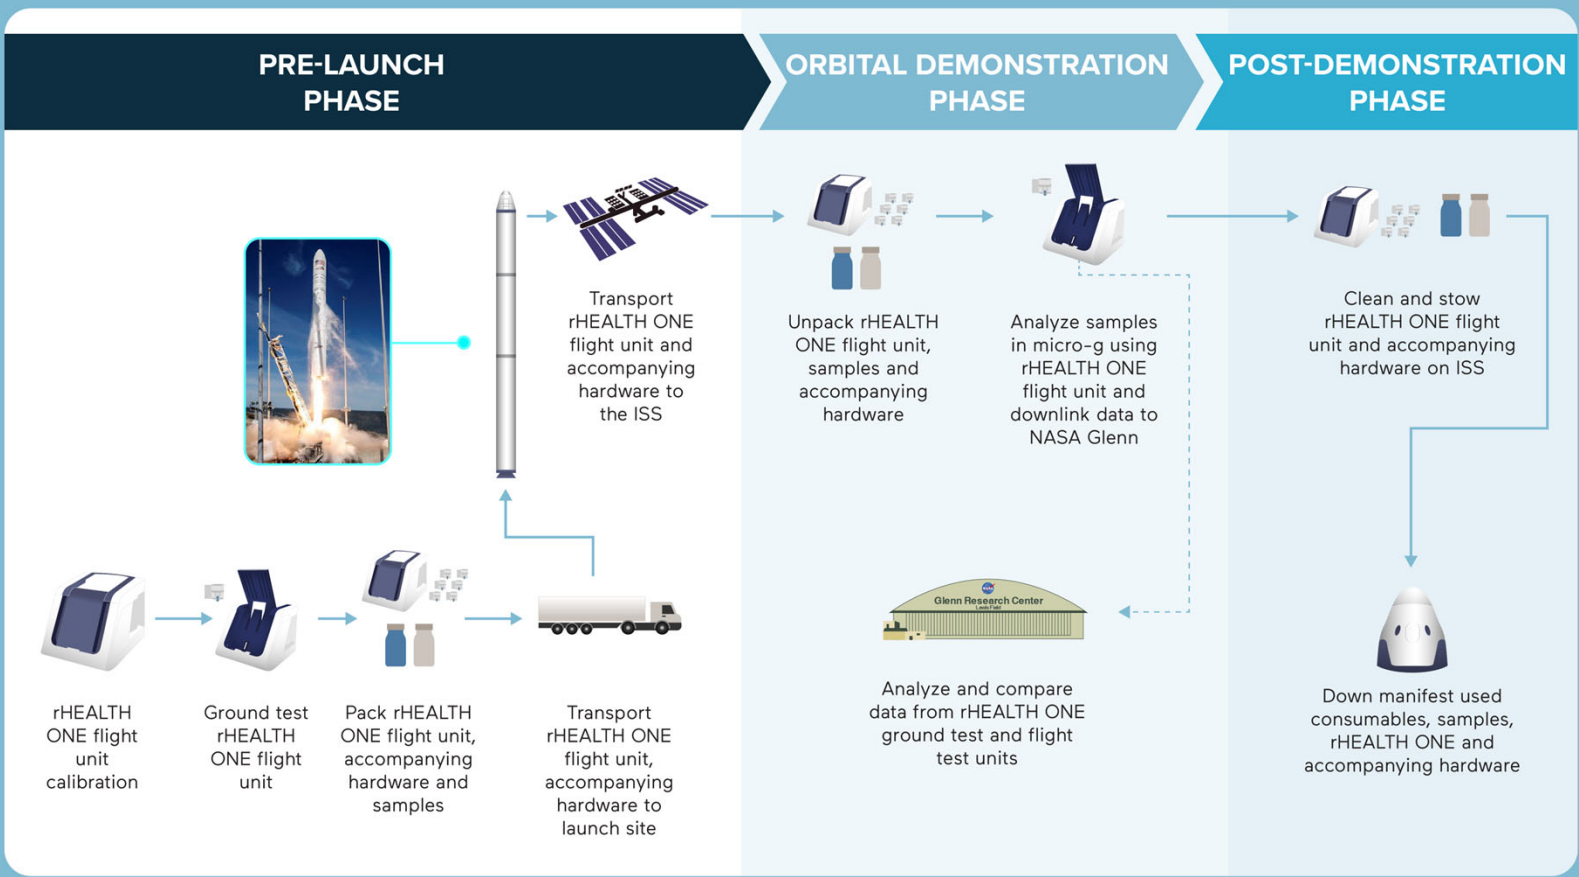 PRE-LAUNCH
PHASE
ORBITAL DEMONSTRATION
PHASE
POST-DEMONSTRATION
PHASE
Transport
rHEALTH ONE
flight unit and
accompanying
hardware to
the ISS
Unpack rHEALTH
ONE flight unit,
samples and
accompanying
hardware
Analyze samples
in micro-g using
rHEALTH ONE
flight unit and
downlink data to
NASA Glenn
Clean and stow
rHEALTH ONE flight
unit and accompanying
hardware on ISS
rHEALTH
ONE flight
unit
calibration
Ground test
rHEALTH
ONE flight
unit
Pack rHEALTH
ONE flight unit,
accompanying
hardware and
samples
Transport
rHEALTH ONE
flight unit,
accompanying
hardware to
launch site
NASA
Glenn Research Center
Lewis Field
Analyze and compare
data from rHEALTH ONE
ground test and flight
test units
Down manifest used
consumables, samples,
rHEALTH ONE and
accompanying hardware